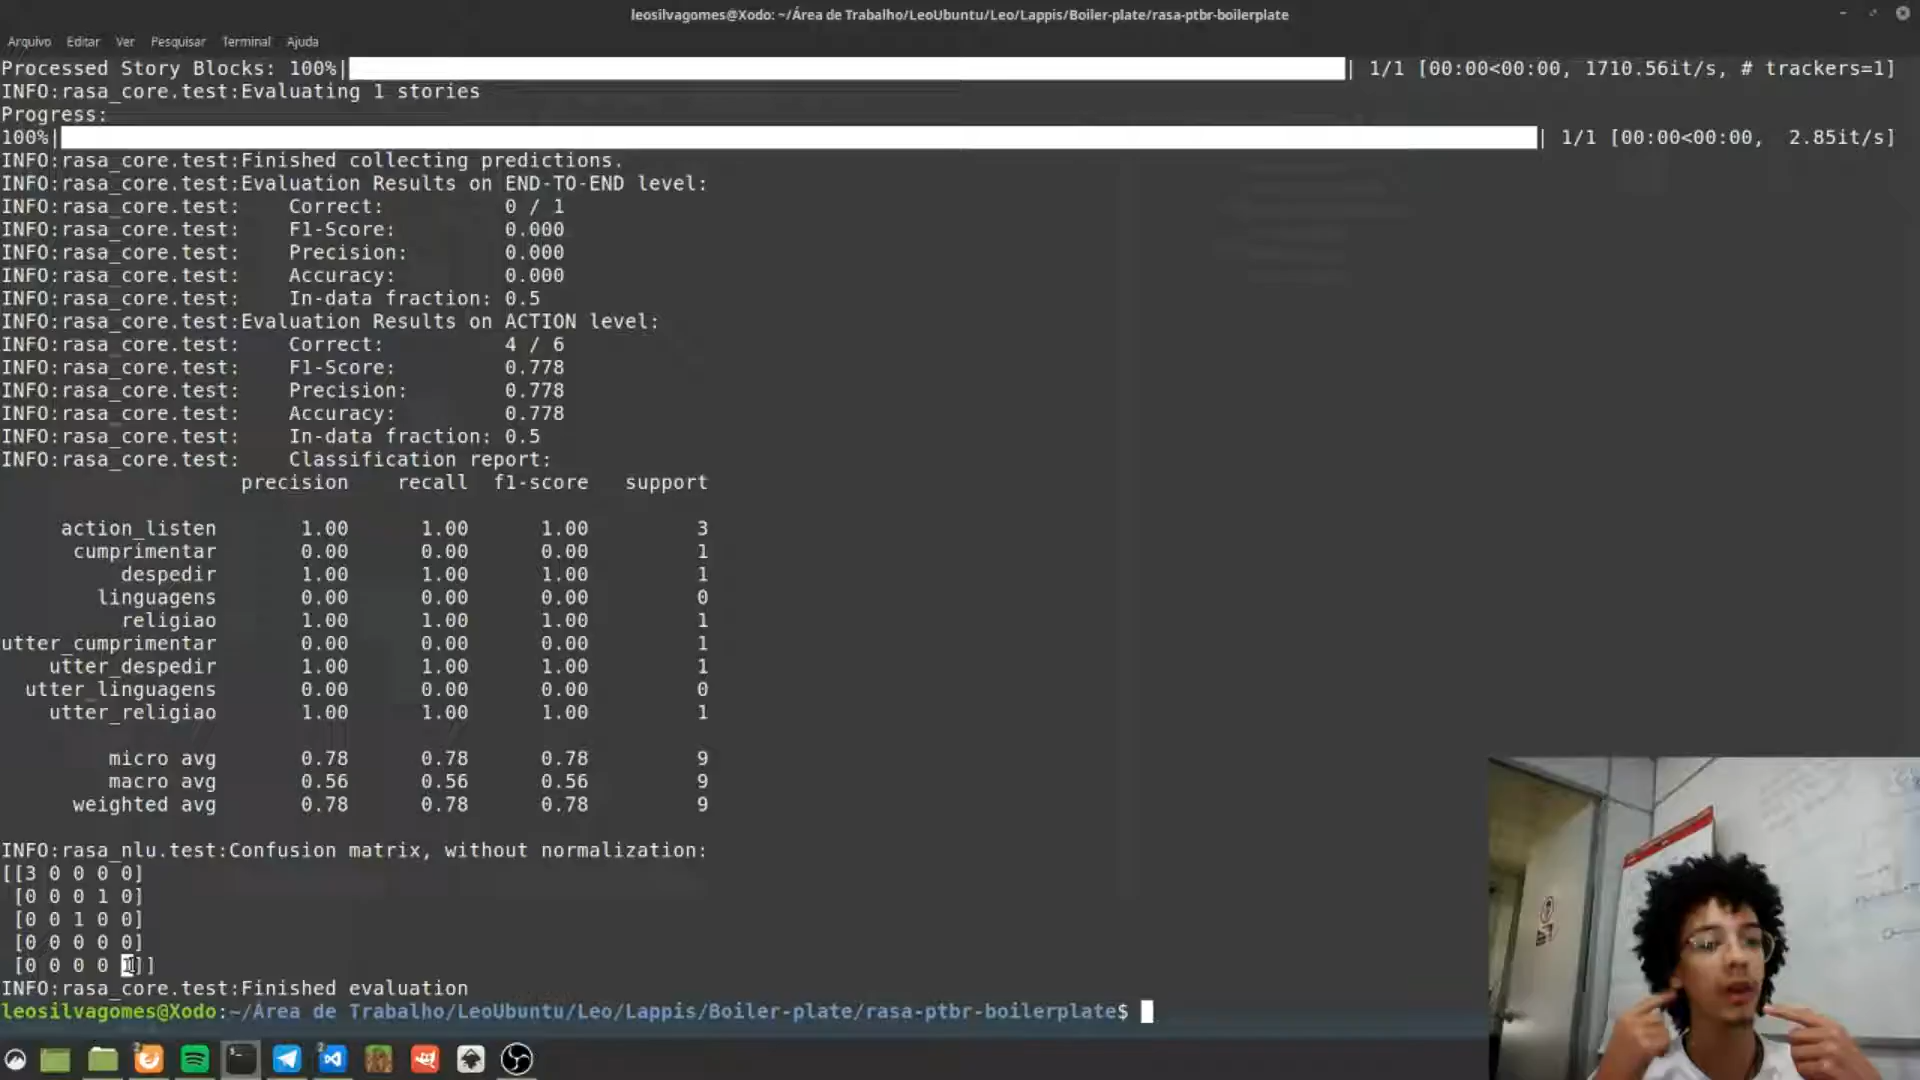 leosilvagomes@Xodo: ~/Área de Trabalho/LeoUbuntu/Leo/Lappis/Boiler-plate/rasa-ptbr-boilerplate
Arquivo Editar Ver Pesquisar Terminal Ajuda
Processed Story Blocks: 100%| | 1/1 [00:00<00:00, 1710.56it/s, # trackers=1]
INFO:rasa_core.test:Evaluating 1 stories
Progress:
100%| | 1/1 [00:00<00:00, 2.85it/s]
INFO:rasa_core.test:Finished collecting predictions.
INFO:rasa_core.test:Evaluation Results on END-TO-END level:
INFO:rasa_core.test: Correct: 0 / 1
INFO:rasa_core.test: F1-Score: 0.000
INFO:rasa_core.test: Precision: 0.000
INFO:rasa_core.test: Accuracy: 0.000
INFO:rasa_core.test: In-data fraction: 0.5
INFO:rasa_core.test:Evaluation Results on ACTION level:
INFO:rasa_core.test: Correct: 4 / 6
INFO:rasa_core.test: F1-Score: 0.778
INFO:rasa_core.test: Precision: 0.778
INFO:rasa_core.test: Accuracy: 0.778
INFO:rasa_core.test: In-data fraction: 0.5
INFO:rasa_core.test: Classification report:
precision recall f1-score support
action_listen 1.00 1.00 1.00 3
cumprimentar 0.00 0.00 0.00 1
despedir 1.00 1.00 1.00 1
linguagens 0.00 0.00 0.00 0
religiao 1.00 1.00 1.00 1
utter_cumprimentar 0.00 0.00 0.00 1
utter_despedir 1.00 1.00 1.00 1
utter_linguagens 0.00 0.00 0.00 0
utter_religiao 1.00 1.00 1.00 1
micro avg 0.78 0.78 0.78 9
macro avg 0.56 0.56 0.56 9
weighted avg 0.78 0.78 0.78 9
INFO:rasa_nlu.test:Confusion matrix, without normalization:
[[3 0 0 0 0]
[0 0 0 1 0]
[0 0 1 0 0]
[0 0 0 0 0]
[0 0 0 0 1]]
INFO:rasa_core.test:Finished evaluation
leosilvagomes@Xodo:~/Área de Trabalho/LeoUbuntu/Leo/Lappis/Boiler-plate/rasa-ptbr-boilerplate$